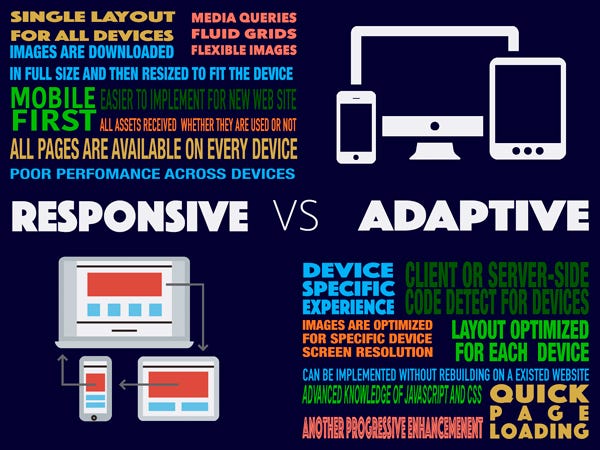 SINGLE LAYOUT
FOR ALL DEVICES
MEDIA QUERIES
FLUID GRIDS
FLEXIBLE IMAGES
IMAGES ARE DOWNLOADED
IN FULL SIZE AND THEN RESIZED TO FIT THE DEVICE
MOBILE
FIRST
EASIER TO IMPLEMENT FOR NEW WEB SITE
ALL ASSETS RECEIVED WHETHER THEY ARE USED OR NOT
ALL PAGES ARE AVAILABLE ON EVERY DEVICE
POOR PERFOMANCE ACROSS DEVICES
RESPONSIVE VS ADAPTIVE
DEVICE
SPECIFIC
EXPERIENCE
CLIENT OR SERVER-SIDE
CODE DETECT FOR DEVICES
IMAGES ARE OPTIMIZED
FOR SPECIFIC DEVICE
SCREEN RESOLUTION
LAYOUT OPTIMIZED
FOR EACH DEVICE
CAN BE IMPLEMENTED WITHOUT REBUILDING ON A EXISTED WEBSITE
ADVANCED KNOWLEDGE OF JAVASCRIPT AND CSS
ANOTHER PROGRESSIVE ENHANCEMENENT
QUICK
PAGE
LOADING